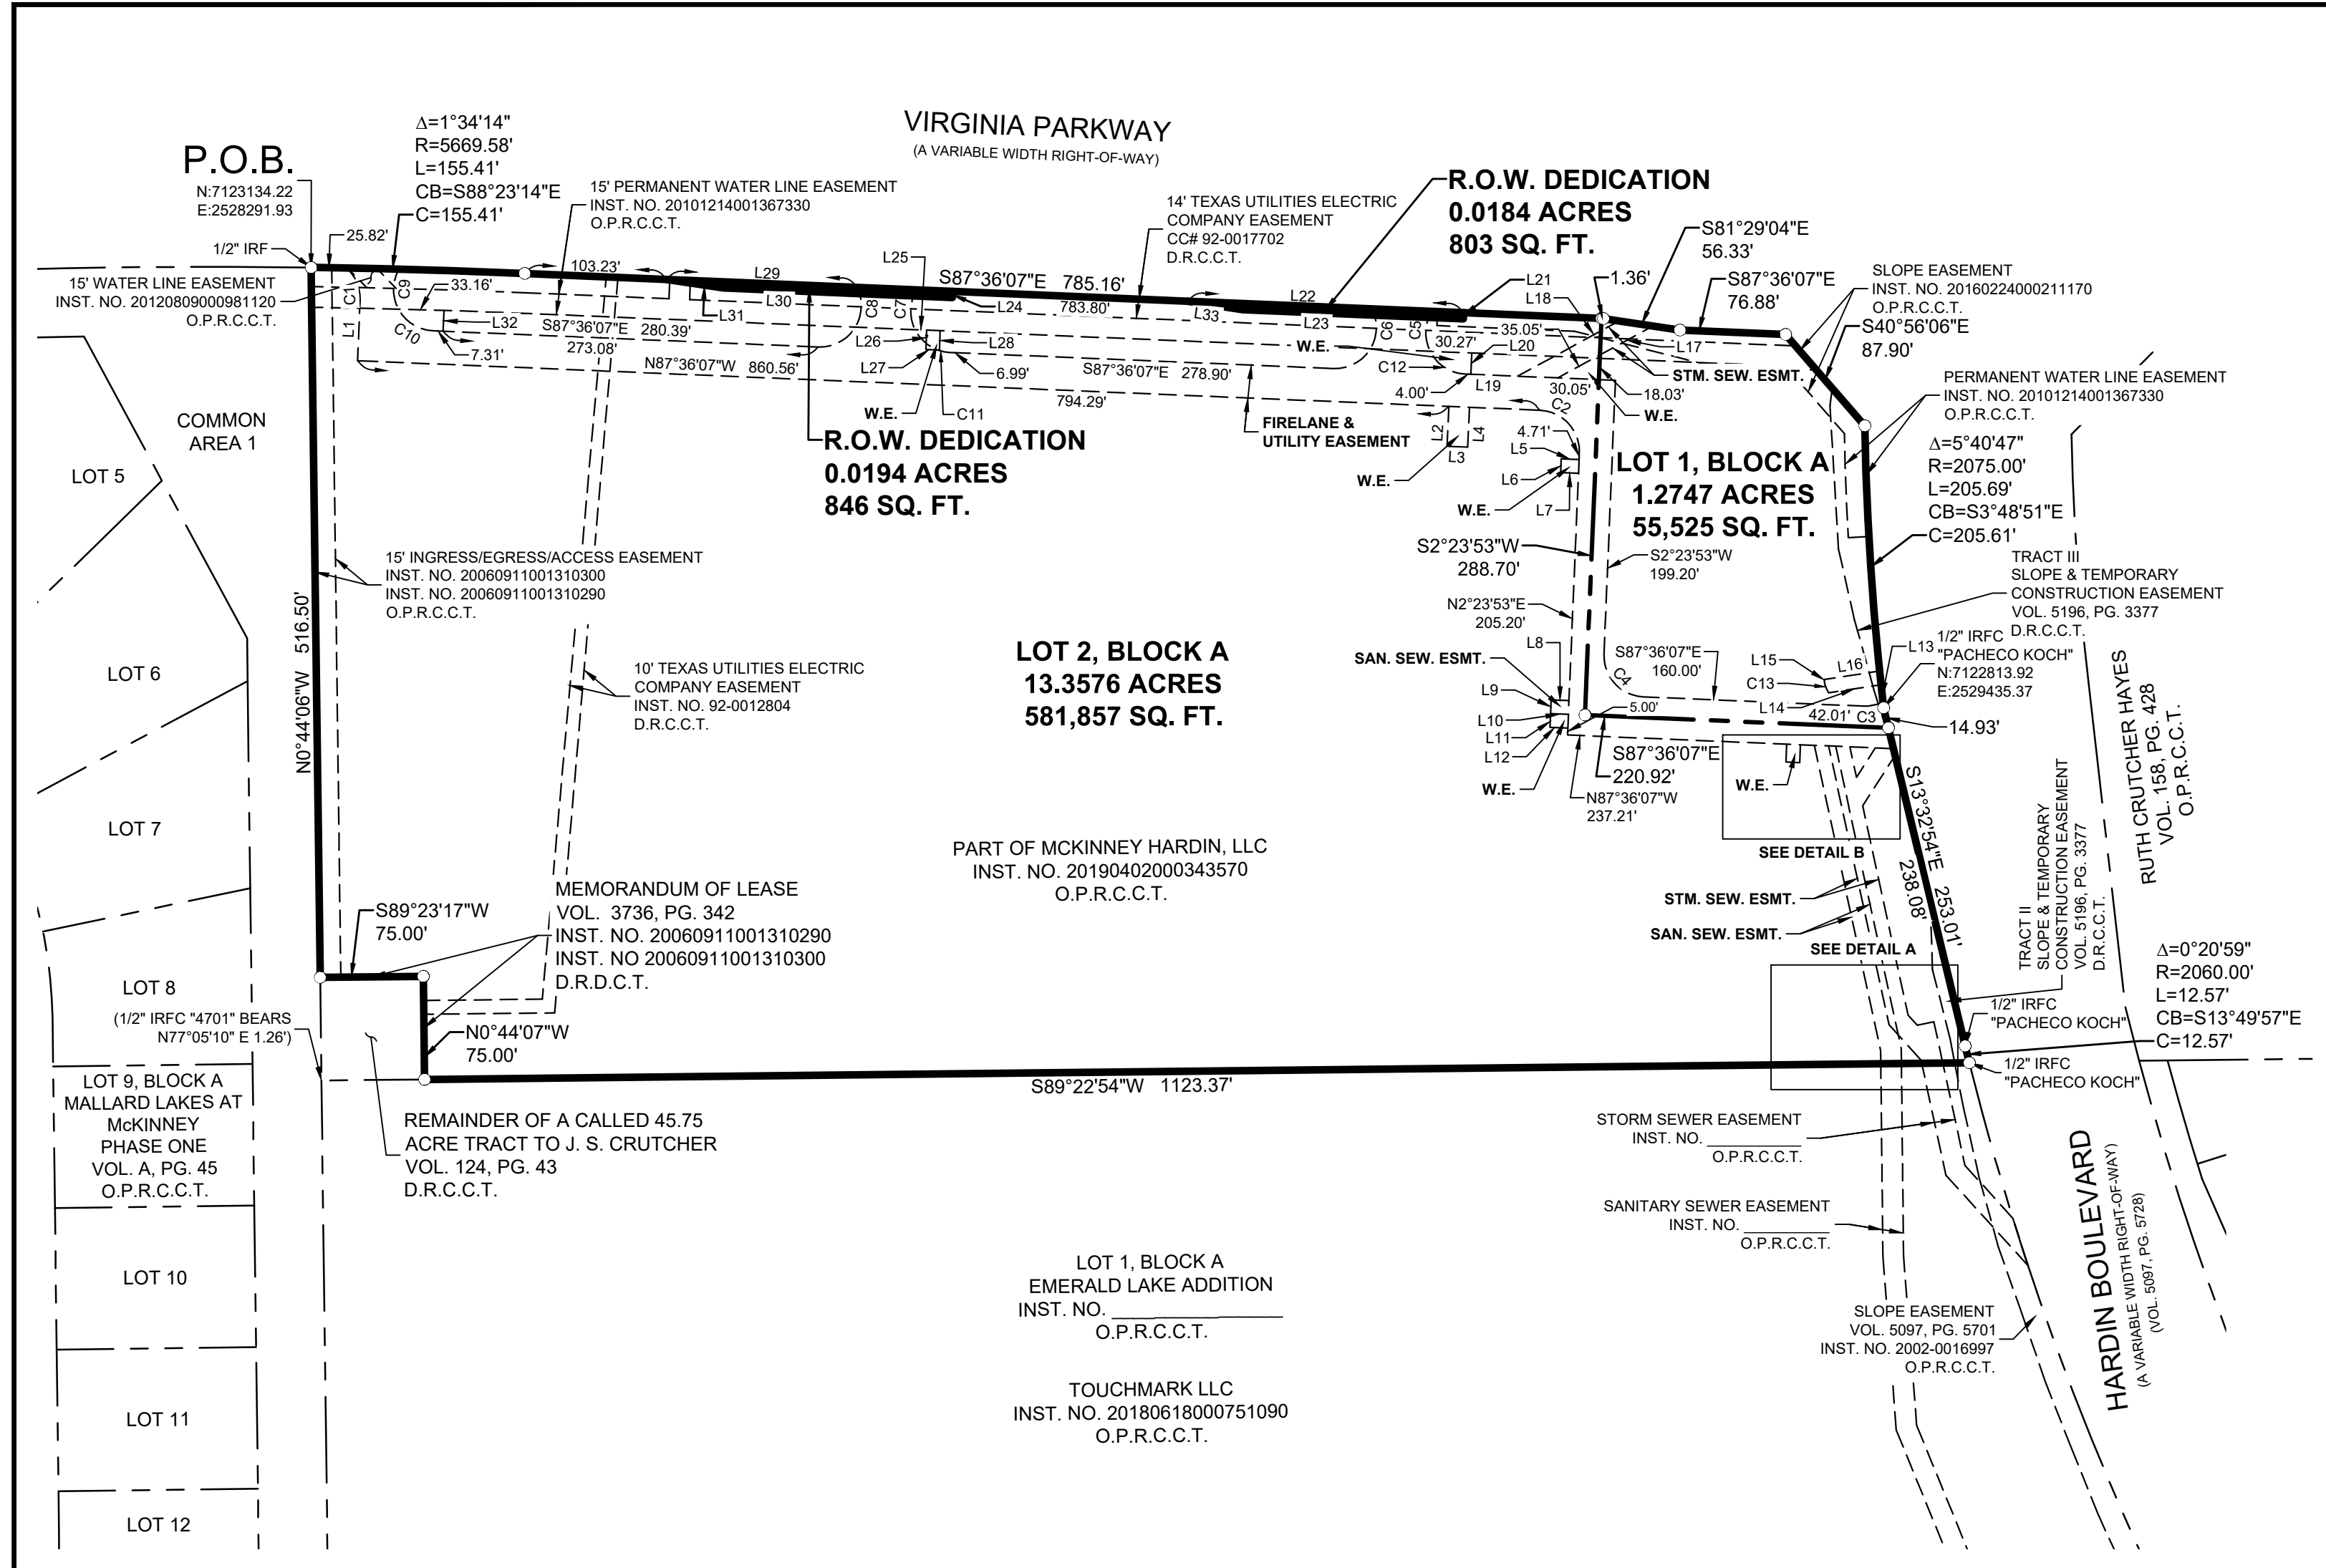 VIRGINIA PARKWAY
(A VARIABLE WIDTH RIGHT-OF-WAY)
P.O.B.
N:7123134.22
E:2528291.93
1/2" IRF
25.82'
Δ=1°34'14"
R=5669.58'
L=155.41'
CB=S88°23'14"E
C=155.41'
15' PERMANENT WATER LINE EASEMENT
INST. NO. 20101214001367330
O.P.R.C.C.T.
14' TEXAS UTILITIES ELECTRIC
COMPANY EASEMENT
CC# 92-0017702
D.R.C.C.T.
R.O.W. DEDICATION
0.0184 ACRES
803 SQ. FT.
S81°29'04"E
56.33'
S87°36'07"E
76.88'
SLOPE EASEMENT
INST. NO. 20160224000211170
O.P.R.C.C.T.
S40°56'06"E
87.90'
15' WATER LINE EASEMENT
INST. NO. 20120809000981120
O.P.R.C.C.T.
103.23'
L29
L25
S87°36'07"E 785.16'
L22
L21
L18
1.36'
C1
C9
33.16'
L30
L31
C8
C7
L24
783.80'
L33
L23
C6
C5
35.05'
L17
L1
C10
L32
S87°36'07"E 280.39'
7.31'
273.08'
L26
L28
L27
6.99'
W.E.
30.27'
L20
C12
N87°36'07"W 860.56'
S87°36'07"E 278.90'
4.00'
L19
30.05'
18.03'
STM. SEW. ESMT.
W.E.
W.E.
C11
794.29'
FIRELANE &
UTILITY EASEMENT
L2
L4
L3
C2
4.71'
L5
L6
L7
W.E.
W.E.
PERMANENT WATER LINE EASEMENT
INST. NO. 20101214001367330
O.P.R.C.C.T.
Δ=5°40'47"
R=2075.00'
L=205.69'
CB=S3°48'51"E
C=205.61'
R.O.W. DEDICATION
0.0194 ACRES
846 SQ. FT.
LOT 1, BLOCK A
1.2747 ACRES
55,525 SQ. FT.
COMMON
AREA 1
LOT 5
15' INGRESS/EGRESS/ACCESS EASEMENT
INST. NO. 20060911001310300
INST. NO. 20060911001310290
O.P.R.C.C.T.
S2°23'53"W
288.70'
S2°23'53"W
199.20'
N2°23'53"E
205.20'
TRACT III
SLOPE & TEMPORARY
CONSTRUCTION EASEMENT
VOL. 5196, PG. 3377
D.R.C.C.T.
N0°44'06"W 516.50'
LOT 6
10' TEXAS UTILITIES ELECTRIC
COMPANY EASEMENT
INST. NO. 92-0012804
D.R.C.C.T.
LOT 2, BLOCK A
13.3576 ACRES
581,857 SQ. FT.
SAN. SEW. ESMT.
L8
L9
L10
L11
L12
W.E.
C4
S87°36'07"E
160.00'
L15
L16
C13
L14
42.01'
C3
L13
1/2" IRFC
"PACHECO KOCH"
N:7122813.92
E:2529435.37
14.93'
5.00'
S87°36'07"E
220.92'
N87°36'07"W
237.21'
RUTH CRUTCHER HAYES
VOL. 158, PG. 428
O.P.R.C.C.T.
LOT 7
PART OF MCKINNEY HARDIN, LLC
INST. NO. 20190402000343570
O.P.R.C.C.T.
W.E.
SEE DETAIL B
S13°32'54"E 253.01'
238.08'
TRACT II
SLOPE & TEMPORARY
CONSTRUCTION EASEMENT
VOL. 5196, PG. 3377
D.R.C.C.T.
STM. SEW. ESMT.
SAN. SEW. ESMT.
SEE DETAIL A
S89°23'17"W
75.00'
MEMORANDUM OF LEASE
VOL. 3736, PG. 342
INST. NO. 20060911001310290
INST. NO 20060911001310300
D.R.D.C.T.
LOT 8
(1/2" IRFC "4701" BEARS
N77°05'10" E 1.26')
N0°44'07"W
75.00'
Δ=0°20'59"
R=2060.00'
L=12.57'
CB=S13°49'57"E
C=12.57'
1/2" IRFC
"PACHECO KOCH"
1/2" IRFC
"PACHECO KOCH"
S89°22'54"W 1123.37'
LOT 9, BLOCK A
MALLARD LAKES AT
McKINNEY
PHASE ONE
VOL. A, PG. 45
O.P.R.C.C.T.
REMAINDER OF A CALLED 45.75
ACRE TRACT TO J. S. CRUTCHER
VOL. 124, PG. 43
D.R.C.C.T.
STORM SEWER EASEMENT
INST. NO. __________
O.P.R.C.C.T.
SANITARY SEWER EASEMENT
INST. NO. _________
O.P.R.C.C.T.
HARDIN BOULEVARD
(A VARIABLE WIDTH RIGHT-OF-WAY)
(VOL. 5097, PG. 5728)
LOT 10
LOT 1, BLOCK A
EMERALD LAKE ADDITION
INST. NO. ________________
O.P.R.C.C.T.
SLOPE EASEMENT
VOL. 5097, PG. 5701
INST. NO. 2002-0016997
O.P.R.C.C.T.
TOUCHMARK LLC
INST. NO. 20180618000751090
O.P.R.C.C.T.
LOT 11
LOT 12